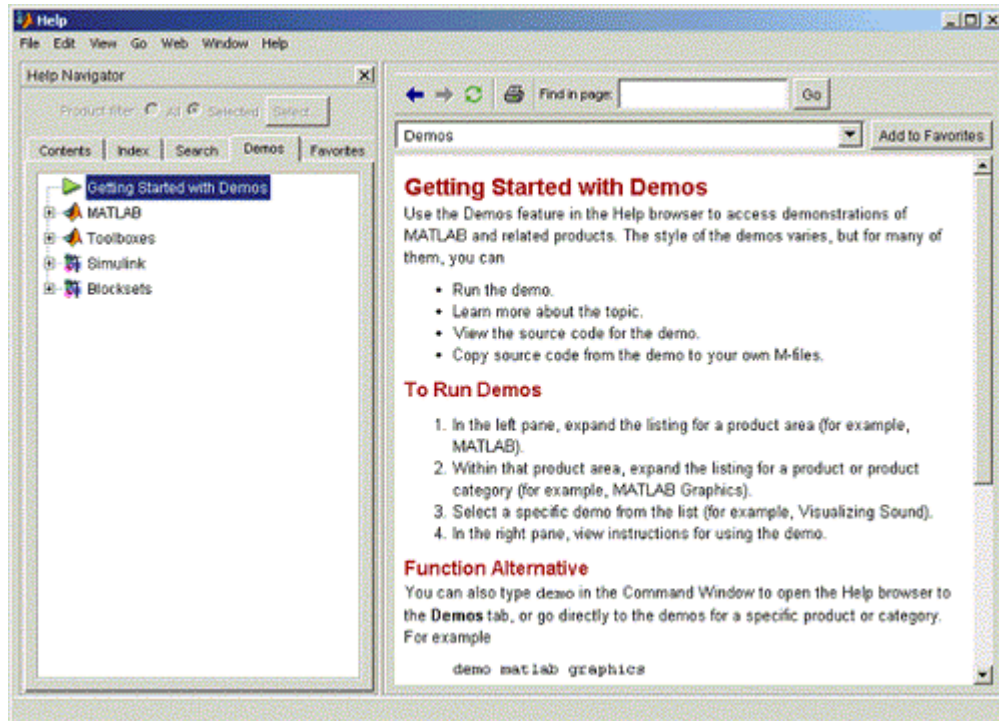 Help
File Edit View Go Web Window Help
Help Navigator
Product filter: All Selected Select...
Contents Index Search Demos Favorites
Getting Started with Demos
MATLAB
Toolboxes
Simulink
Blocksets
Find in page: Go
Demos Add to Favorites
Getting Started with Demos
Use the Demos feature in the Help browser to access demonstrations of
MATLAB and related products. The style of the demos varies, but for many of
them, you can
• Run the demo.
• Learn more about the topic.
• View the source code for the demo.
• Copy source code from the demo to your own M-files.
To Run Demos
1. In the left pane, expand the listing for a product area (for example,
MATLAB).
2. Within that product area, expand the listing for a product or product
category (for example, MATLAB Graphics).
3. Select a specific demo from the list (for example, Visualizing Sound).
4. In the right pane, view instructions for using the demo.
Function Alternative
You can also type demo in the Command Window to open the Help browser to
the Demos tab, or go directly to the demos for a specific product or category.
For example
demo matlab graphics